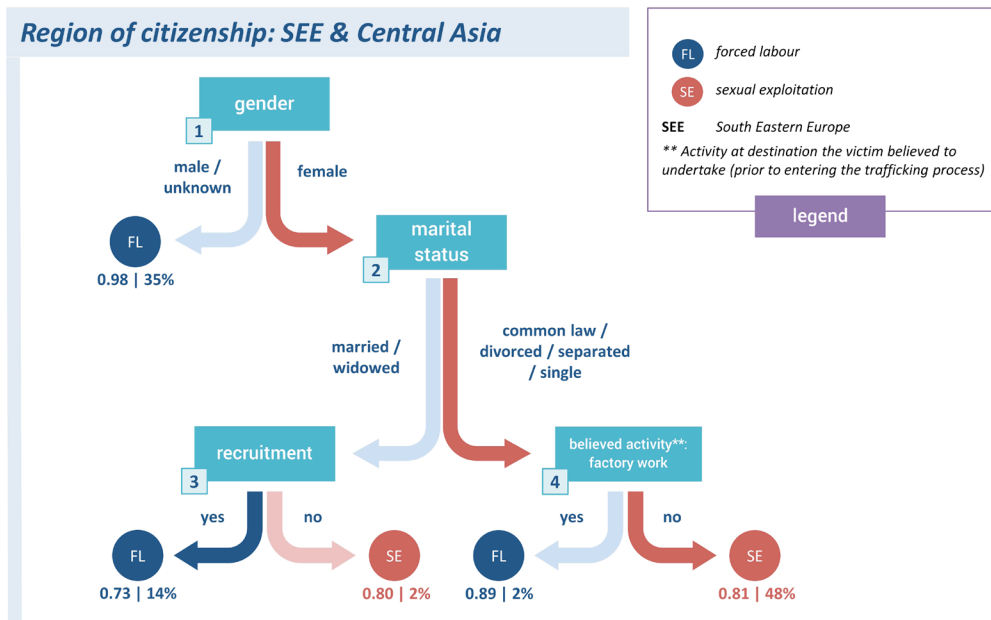 Region of citizenship: SEE & Central Asia
FL forced labour
SE sexual exploitation
SEE South Eastern Europe
** Activity at destination the victim believed to
undertake (prior to entering the trafficking process)
legend
gender
1
male /
unknown
female
FL
0.98 | 35%
marital
status
2
married /
widowed
common law /
divorced / separated
/ single
recruitment
3
yes
no
FL
0.73 | 14%
SE
0.80 | 2%
believed activity**:
factory work
4
yes
no
FL
0.89 | 2%
SE
0.81 | 48%